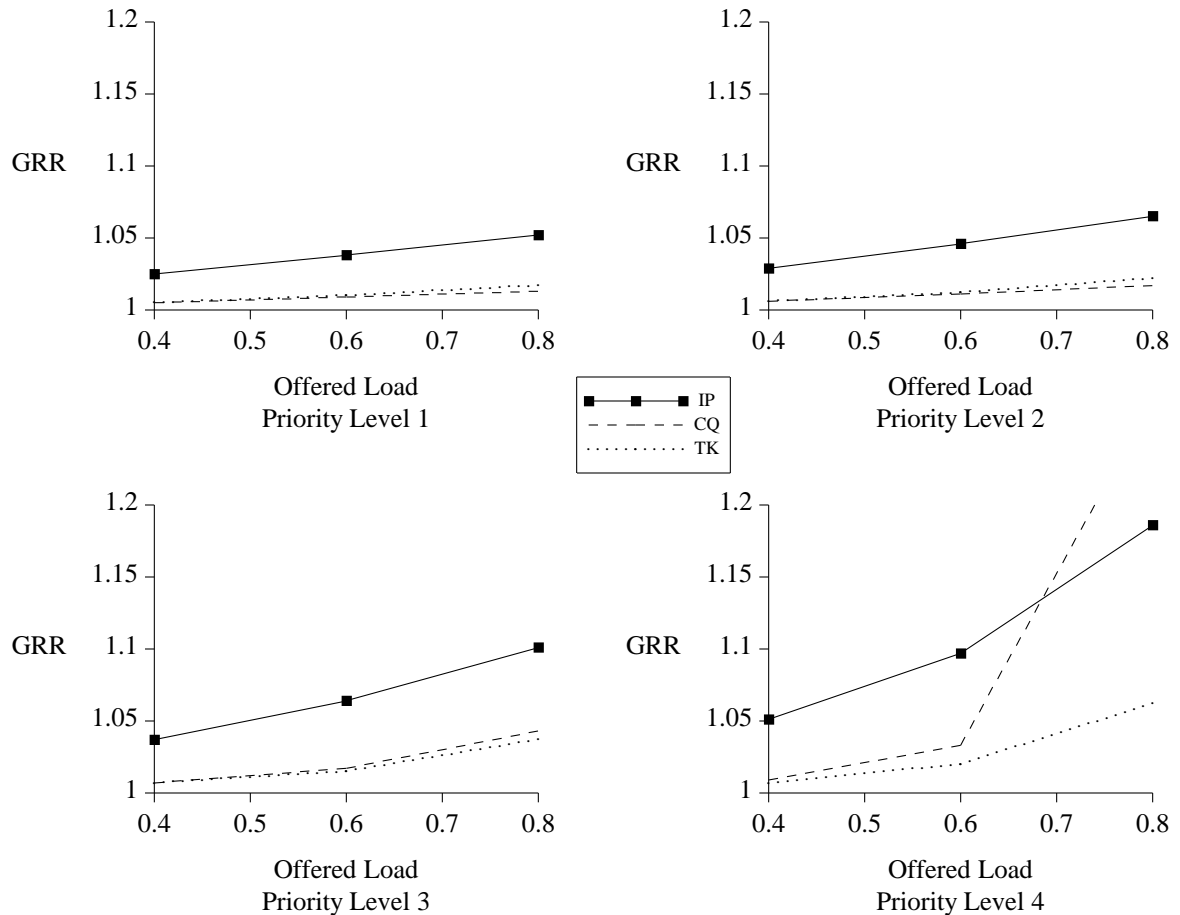 1.2
1.15
GRR
1.1
1.05
1
0.4 0.5 0.6 0.7 0.8
Offered Load
Priority Level 1
1.2
1.15
GRR
1.1
1.05
1
0.4 0.5 0.6 0.7 0.8
Offered Load
Priority Level 2
IP
CQ
TK
1.2
1.15
GRR
1.1
1.05
1
0.4 0.5 0.6 0.7 0.8
Offered Load
Priority Level 3
1.2
1.15
GRR
1.1
1.05
1
0.4 0.5 0.6 0.7 0.8
Offered Load
Priority Level 4